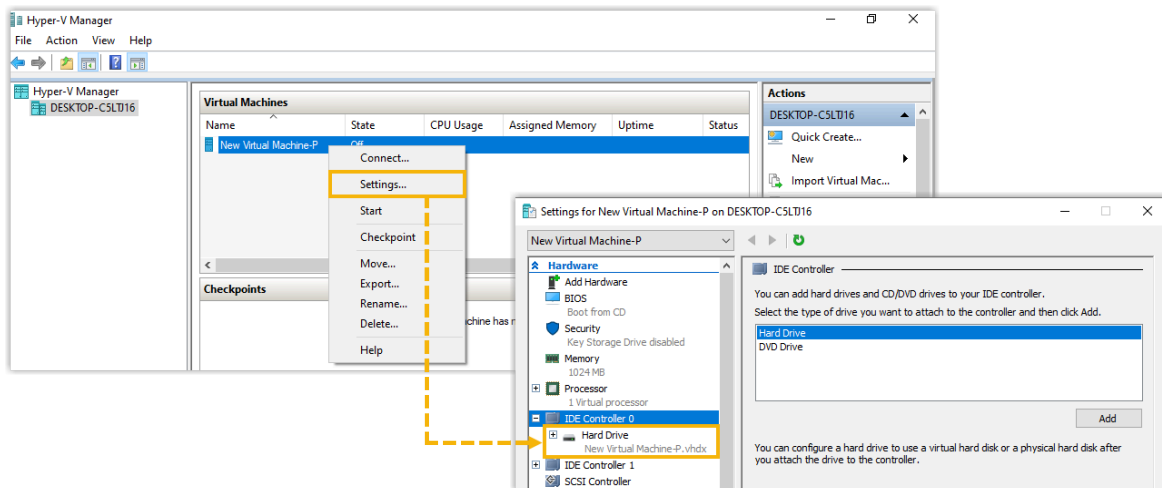 Hyper-V Manager
File Action View Help
Hyper-V Manager
DESKTOP-C5LTJ16
Virtual Machines
Name State CPU Usage Assigned Memory Uptime Status
New Virtual Machine-P Off
Connect...
Settings...
Start
Checkpoint
Move...
Export...
Rename...
Delete...
Help
Checkpoints
Actions
DESKTOP-C5LTJ16
Quick Create...
New
Import Virtual Mac...
Settings for New Virtual Machine-P on DESKTOP-C5LTJ16
New Virtual Machine-P
Hardware
Add Hardware
BIOS
Boot from CD
Security
Key Storage Drive disabled
Memory
1024 MB
Processor
1 Virtual processor
IDE Controller 0
Hard Drive
New Virtual Machine-P.vhdx
IDE Controller 1
SCSI Controller
IDE Controller
You can add hard drives and CD/DVD drives to your IDE controller.
Select the type of drive you want to attach to the controller and then click Add.
Hard Drive
DVD Drive
Add
You can configure a hard drive to use a virtual hard disk or a physical hard disk after
you attach the drive to the controller.